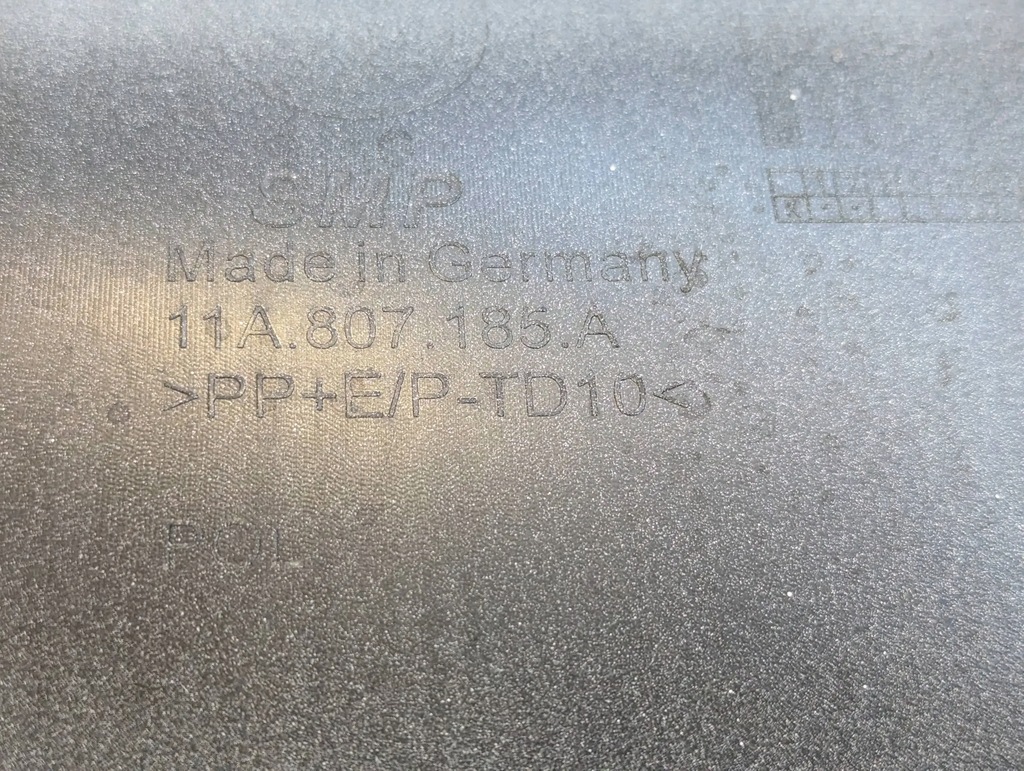 SMP
Made in Germany
11A.807.185.A
>PP+E/P-TD10<